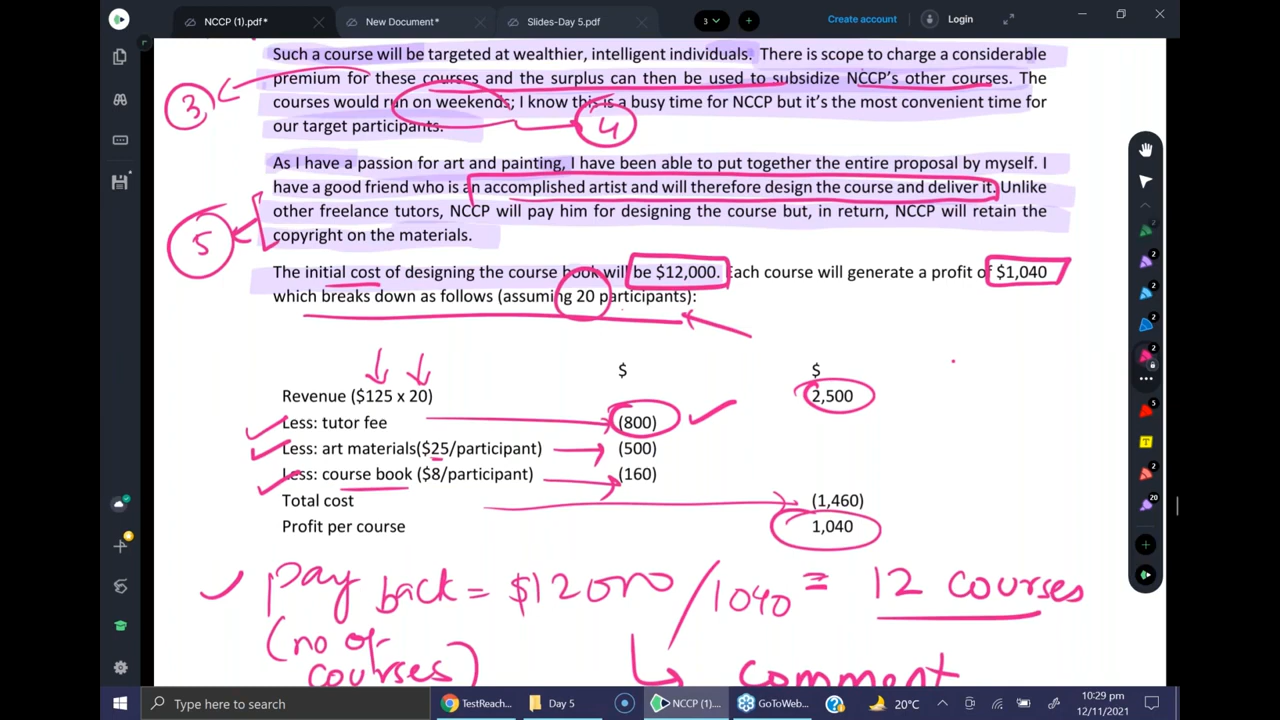 NCCP (1).pdf*
New Document*
Slides-Day 5.pdf
3
Create account
Login
Such a course will be targeted at wealthier, intelligent individuals. There is scope to charge a considerable
premium for these courses and the surplus can then be used to subsidize NCCP's other courses. The
courses would run on weekends; I know this is a busy time for NCCP but it's the most convenient time for
our target participants.
3
4
As I have a passion for art and painting, I have been able to put together the entire proposal by myself. I
have a good friend who is an accomplished artist and will therefore design the course and deliver it. Unlike
other freelance tutors, NCCP will pay him for designing the course but, in return, NCCP will retain the
copyright on the materials.
5
The initial cost of designing the course book will be $12,000. Each course will generate a profit of $1,040
which breaks down as follows (assuming 20 participants):
$ $
Revenue ($125 x 20) 2,500
Less: tutor fee (800)
Less: art materials($25/participant) (500)
Less: course book ($8/participant) (160)
Total cost (1,460)
Profit per course 1,040
pay back = $12000 /1040 = 12 courses
(no of
courses)
comment
2
2
2
2
2
5
T
2
20
Type here to search
TestReach...
Day 5
NCCP (1)....
GoToWeb...
20°C
10:29 pm
12/11/2021